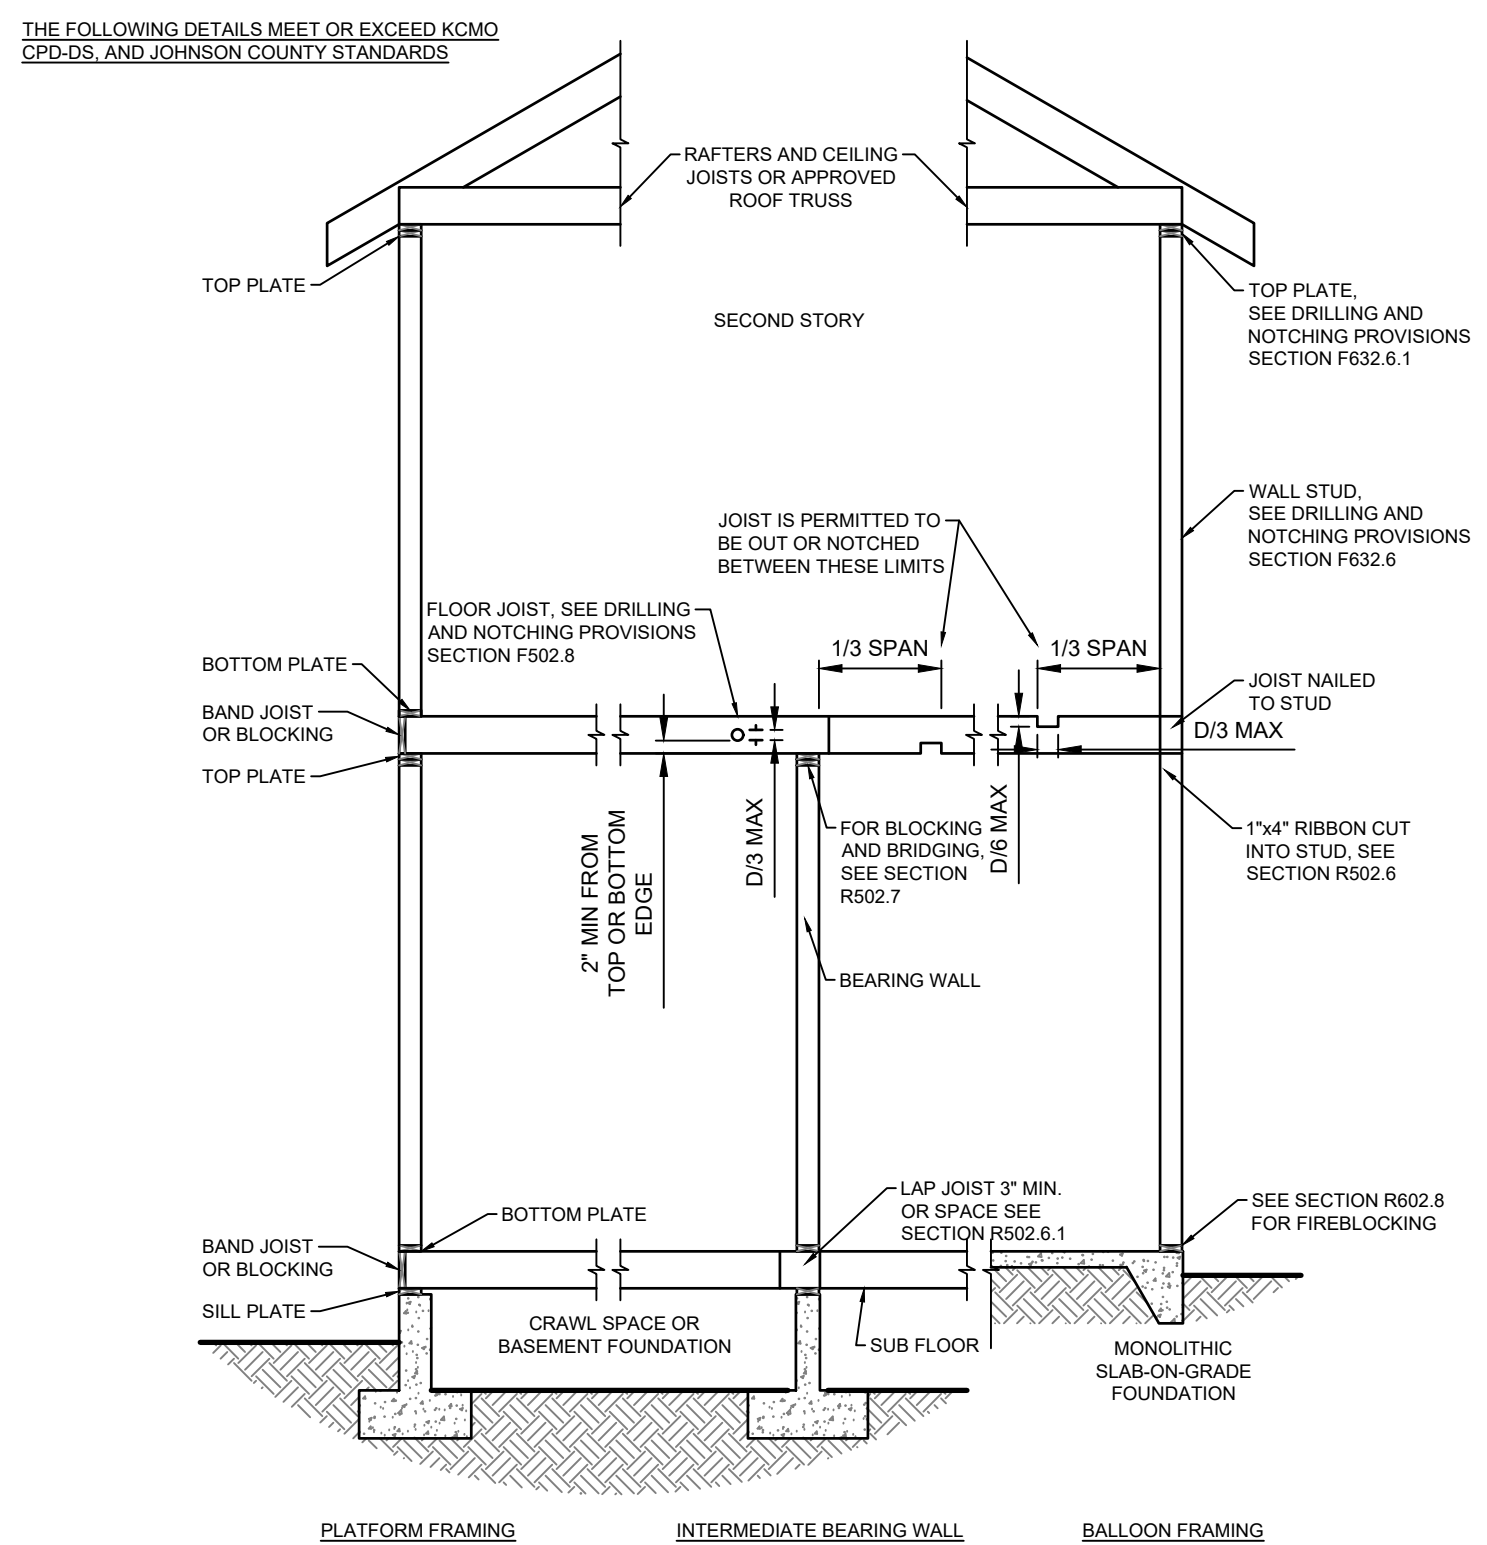 THE FOLLOWING DETAILS MEET OR EXCEED KCMO
CPD-DS, AND JOHNSON COUNTY STANDARDS
RAFTERS AND CEILING
JOISTS OR APPROVED
ROOF TRUSS
TOP PLATE
TOP PLATE,
SEE DRILLING AND
NOTCHING PROVISIONS
SECTION F632.6.1
SECOND STORY
WALL STUD,
SEE DRILLING AND
NOTCHING PROVISIONS
SECTION F632.6
JOIST IS PERMITTED TO
BE OUT OR NOTCHED
BETWEEN THESE LIMITS
FLOOR JOIST, SEE DRILLING
AND NOTCHING PROVISIONS
SECTION F502.8
1/3 SPAN
1/3 SPAN
BOTTOM PLATE
BAND JOIST
OR BLOCKING
TOP PLATE
JOIST NAILED
TO STUD
D/3 MAX
2" MIN FROM
TOP OR BOTTOM
EDGE
D/3 MAX
FOR BLOCKING
AND BRIDGING,
SEE SECTION
R502.7
D/6 MAX
1"x4" RIBBON CUT
INTO STUD, SEE
SECTION R502.6
BEARING WALL
LAP JOIST 3" MIN.
OR SPACE SEE
SECTION R502.6.1
SEE SECTION R602.8
FOR FIREBLOCKING
BOTTOM PLATE
BAND JOIST
OR BLOCKING
SILL PLATE
CRAWL SPACE OR
BASEMENT FOUNDATION
SUB FLOOR
MONOLITHIC
SLAB-ON-GRADE
FOUNDATION
PLATFORM FRAMING
INTERMEDIATE BEARING WALL
BALLOON FRAMING